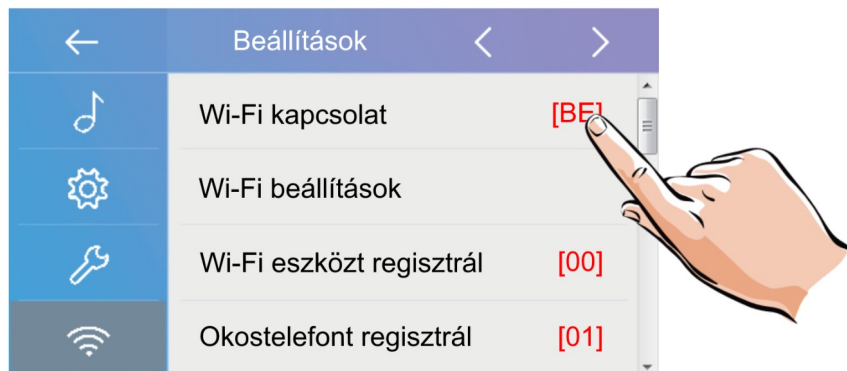 Beállítások
Wi-Fi kapcsolat [BE]
Wi-Fi beállítások
Wi-Fi eszközt regisztrál [00]
Okostelefont regisztrál [01]